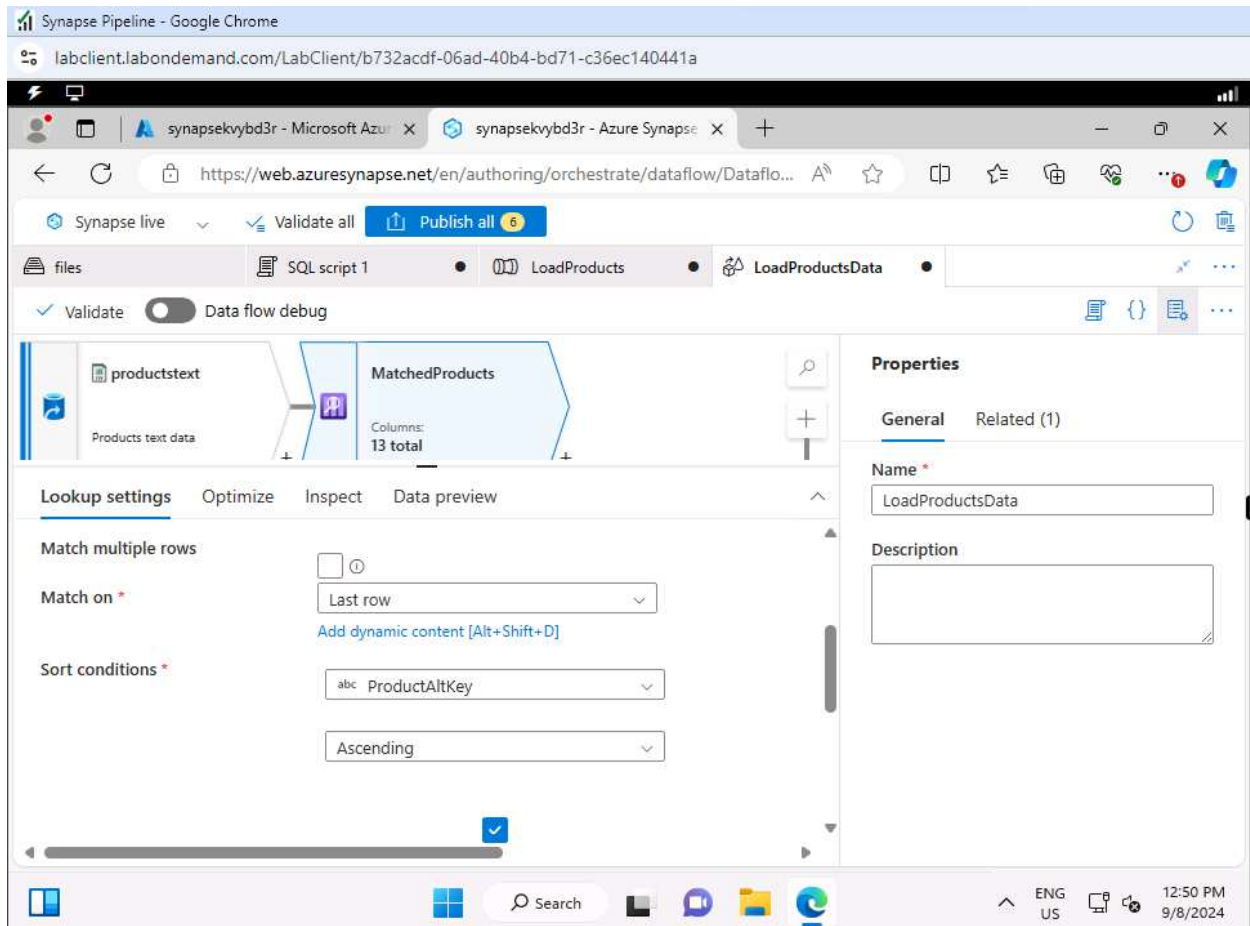 Synapse Pipeline - Google Chrome
labclient.labondemand.com/LabClient/b732acdf-06ad-40b4-bd71-c36ec140441a
synapsekvybd3r - Microsoft Azur
synapsekvybd3r - Azure Synapse
https://web.azuresynapse.net/en/authoring/orchestrate/dataflow/Dataflo...
Synapse live
Validate all
Publish all 6
files
SQL script 1
LoadProducts
LoadProductsData
Validate
Data flow debug
productstext
Products text data
+
MatchedProducts
Columns:
13 total
+
Properties
General
Related (1)
Name *
LoadProductsData
Description
Lookup settings
Optimize
Inspect
Data preview
Match multiple rows
Match on *
Last row
Add dynamic content [Alt+Shift+D]
Sort conditions *
abc ProductAltKey
Ascending
Search
ENG
US
12:50 PM
9/8/2024